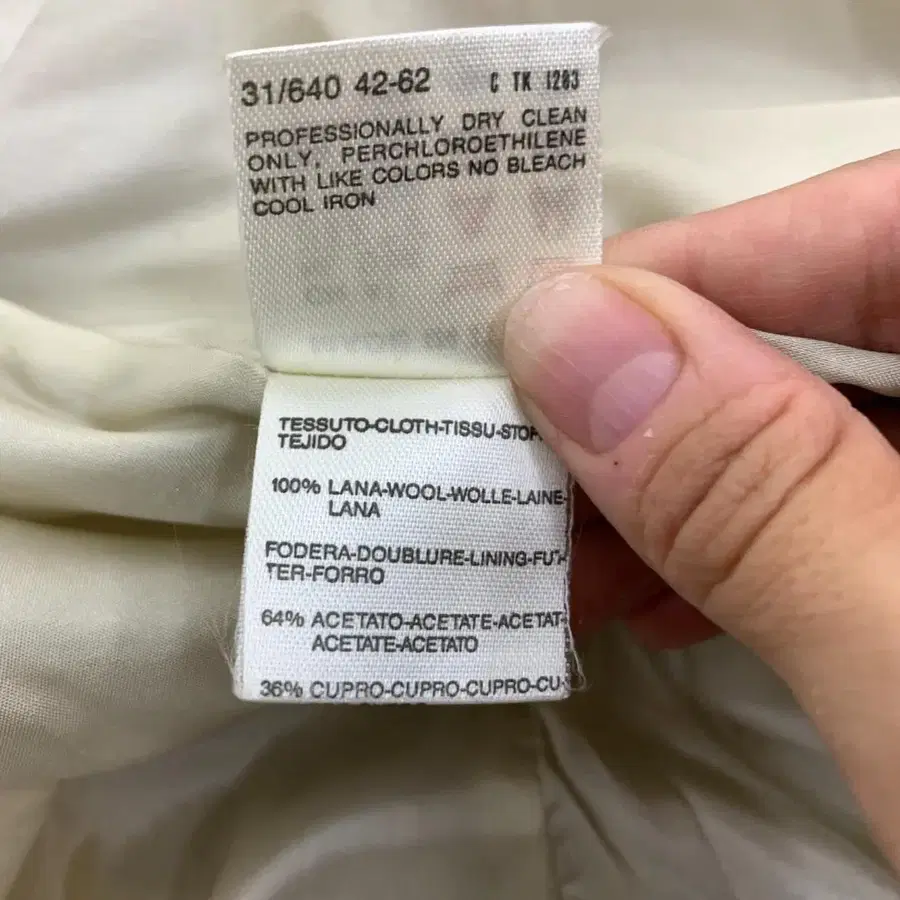 31/640 42-62 C TK 1283
PROFESSIONALLY DRY CLEAN
ONLY, PERCHLOROETHILENE
WITH LIKE COLORS NO BLEACH
COOL IRON
TESSUTO-CLOTH-TISSU-STOF
TEJIDO
100% LANA-WOOL-WOLLE-LAINE-
LANA
FODERA-DOUBLURE-LINING-FUT-
TER-FORRO
64% ACETATO-ACETATE-ACETAT-
ACETATE-ACETATO
36% CUPRO-CUPRO-CUPRO-CU-